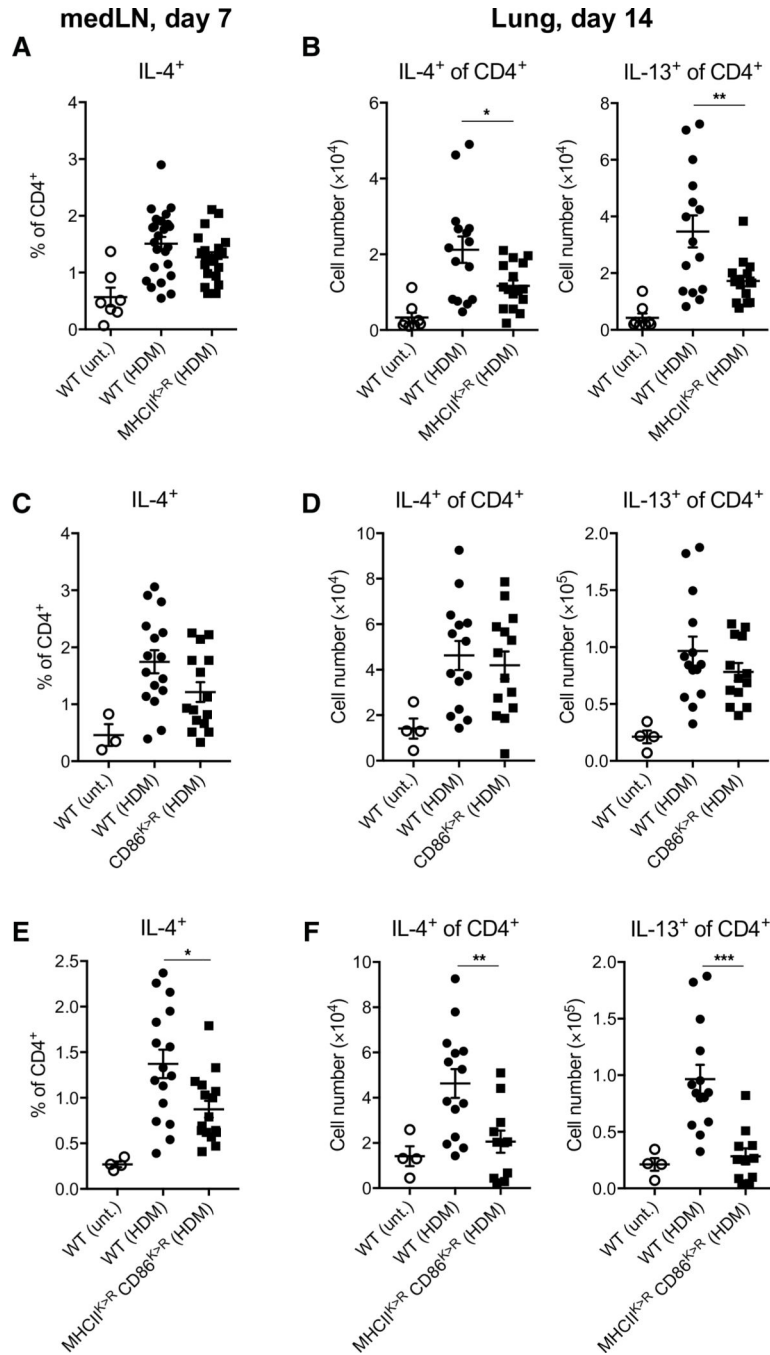 medLN, day 7
Lung, day 14
A
IL-4⁺
% of CD4⁺
4
3
2
1
0
WT (unt.)
WT (HDM)
MHCIIᴷ>ᴿ (HDM)
B
IL-4⁺ of CD4⁺
Cell number (×10⁴)
6
4
2
0
*
WT (unt.)
WT (HDM)
MHCIIᴷ>ᴿ (HDM)
IL-13⁺ of CD4⁺
Cell number (×10⁴)
8
6
4
2
0
**
WT (unt.)
WT (HDM)
MHCIIᴷ>ᴿ (HDM)
C
IL-4⁺
% of CD4⁺
4
3
2
1
0
WT (unt.)
WT (HDM)
CD86ᴷ>ᴿ (HDM)
D
IL-4⁺ of CD4⁺
Cell number (×10⁴)
10
8
6
4
2
0
WT (unt.)
WT (HDM)
CD86ᴷ>ᴿ (HDM)
IL-13⁺ of CD4⁺
Cell number (×10⁵)
2.0
1.5
1.0
0.5
0.0
WT (unt.)
WT (HDM)
CD86ᴷ>ᴿ (HDM)
E
IL-4⁺
% of CD4⁺
2.5
2.0
1.5
1.0
0.5
0.0
*
WT (unt.)
WT (HDM)
MHCIIᴷ>ᴿ CD86ᴷ>ᴿ (HDM)
F
IL-4⁺ of CD4⁺
Cell number (×10⁴)
10
8
6
4
2
0
**
WT (unt.)
WT (HDM)
MHCIIᴷ>ᴿ CD86ᴷ>ᴿ (HDM)
IL-13⁺ of CD4⁺
Cell number (×10⁵)
2.0
1.5
1.0
0.5
0.0
***
WT (unt.)
WT (HDM)
MHCIIᴷ>ᴿ CD86ᴷ>ᴿ (HDM)